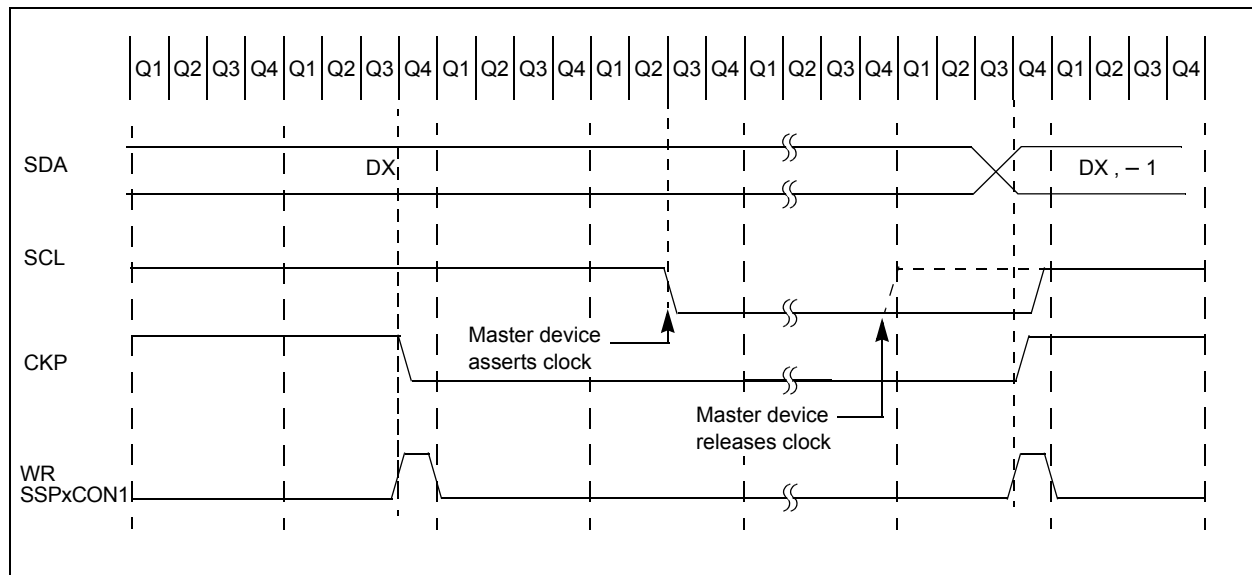 Q1 Q2 Q3 Q4 Q1 Q2 Q3 Q4 Q1 Q2 Q3 Q4 Q1 Q2 Q3 Q4 Q1 Q2 Q3 Q4 Q1 Q2 Q3 Q4 Q1 Q2 Q3 Q4
SDA
DX
DX , – 1
SCL
Master device
asserts clock
CKP
Master device
releases clock
WR
SSPxCON1